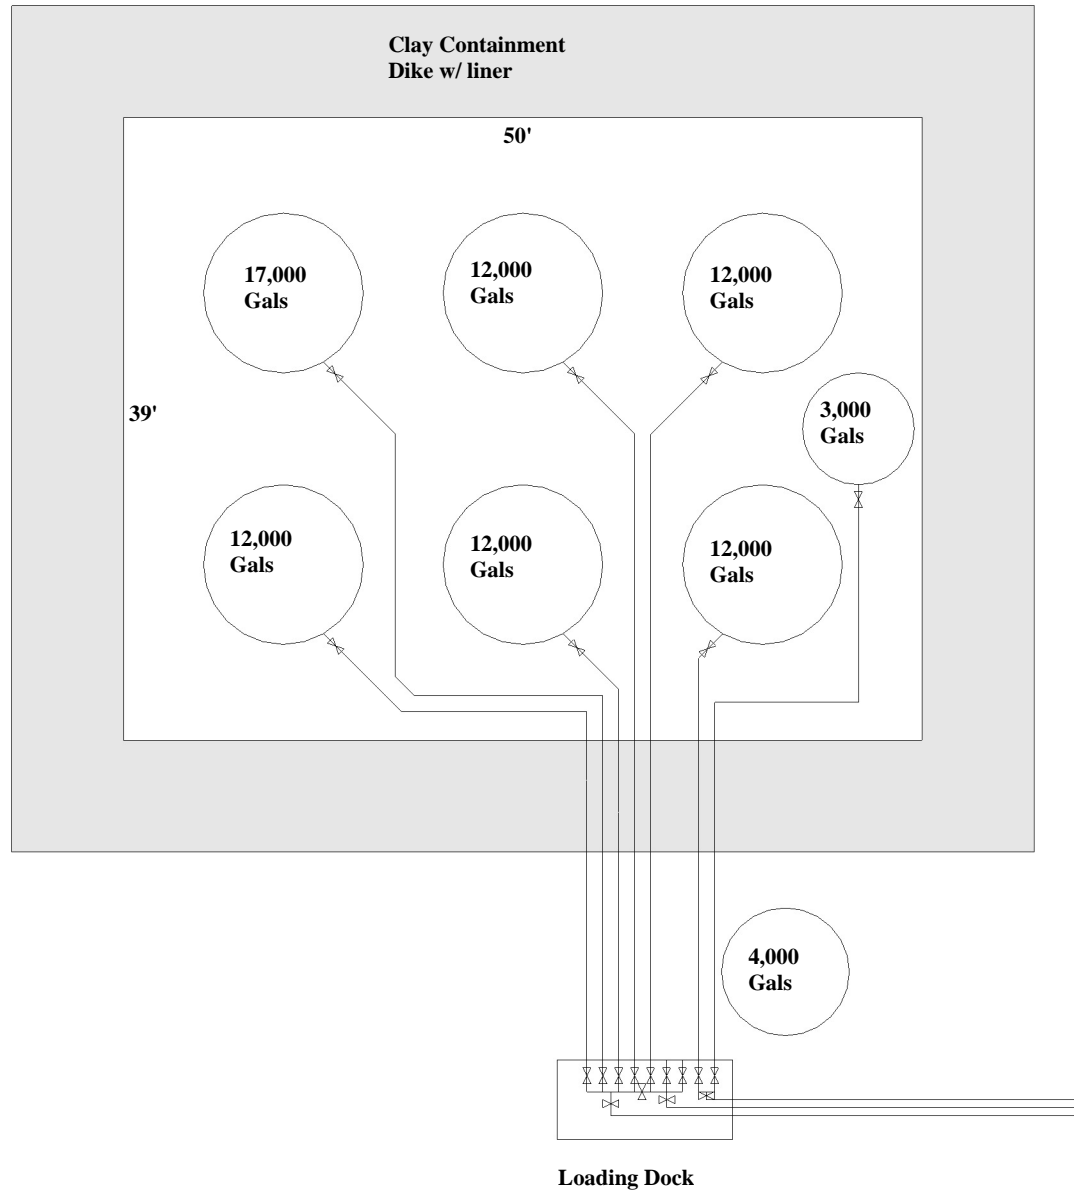 Clay Containment
Dike w/ liner
50'
17,000
Gals
12,000
Gals
12,000
Gals
39'
3,000
Gals
12,000
Gals
12,000
Gals
12,000
Gals
4,000
Gals
Loading Dock